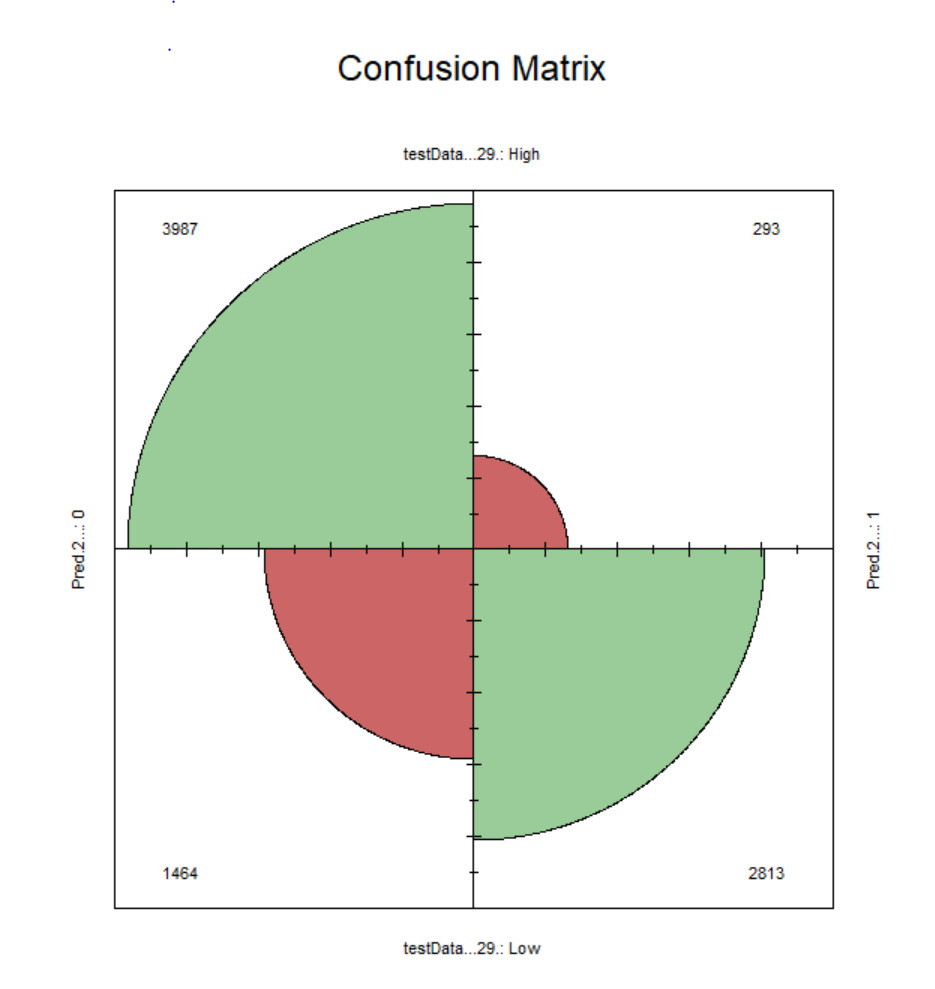 Confusion Matrix
testData...29.: High
3987
293
Pred.2...: 0
Pred.2...: 1
1464
2813
testData...29.: Low